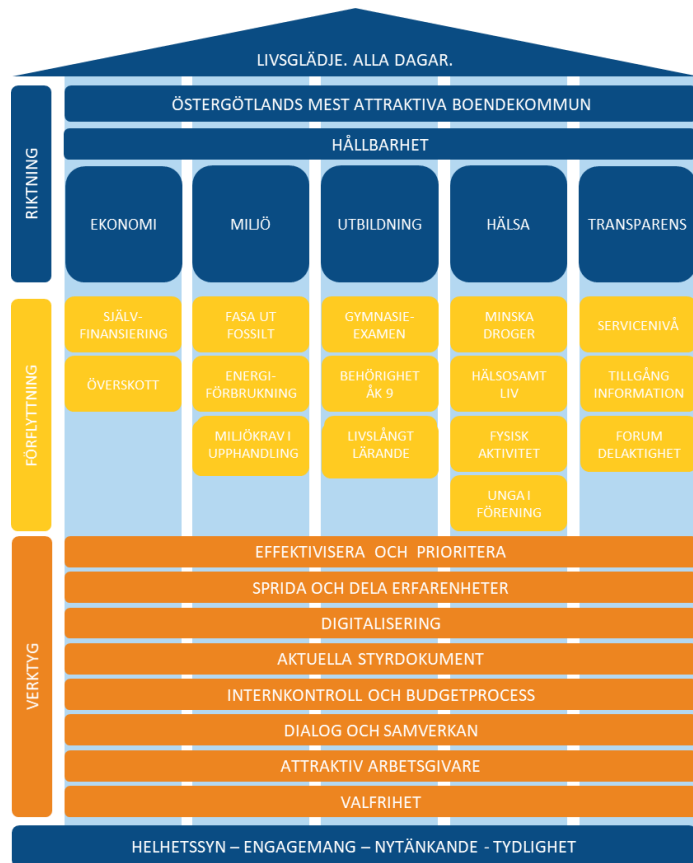 LIVSGLÄDJE. ALLA DAGAR.
RIKTNING
ÖSTERGÖTLANDS MEST ATTRAKTIVA BOENDEKOMMUN
HÅLLBARHET
EKONOMI
MILJÖ
UTBILDNING
HÄLSA
TRANSPARENS
FÖRFLYTTNING
SJÄLV-
FINANSIERING
FASA UT
FOSSILT
GYMNASIE-
EXAMEN
MINSKA
DROGER
SERVICENIVÅ
ÖVERSKOTT
ENERGI-
FÖRBRUKNING
BEHÖRIGHET
ÅK 9
HÄLSOSAMT
LIV
TILLGÅNG
INFORMATION
MILJÖKRAV I
UPPHANDLING
LIVSLÅNGT
LÄRANDE
FYSISK
AKTIVITET
FORUM
DELAKTIGHET
UNGA I
FÖRENING
VERKTYG
EFFEKTIVISERA OCH PRIORITERA
SPRIDA OCH DELA ERFARENHETER
DIGITALISERING
AKTUELLA STYRDOKUMENT
INTERNKONTROLL OCH BUDGETPROCESS
DIALOG OCH SAMVERKAN
ATTRAKTIV ARBETSGIVARE
VALFRIHET
HELHETSSYN – ENGAGEMANG – NYTÄNKANDE - TYDLIGHET